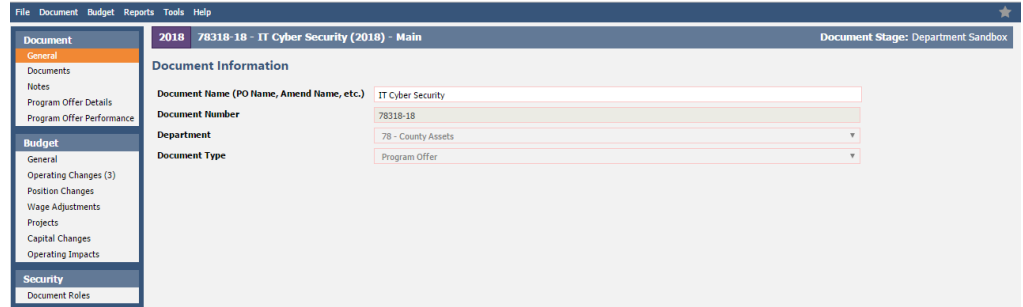 File Document Budget Reports Tools Help
Document
General
Documents
Notes
Program Offer Details
Program Offer Performance
Budget
General
Operating Changes (3)
Position Changes
Wage Adjustments
Projects
Capital Changes
Operating Impacts
Security
Document Roles
2018 78318-18 - IT Cyber Security (2018) - Main Document Stage: Department Sandbox
Document Information
Document Name (PO Name, Amend Name, etc.) IT Cyber Security
Document Number 78318-18
Department 78 - County Assets
Document Type Program Offer